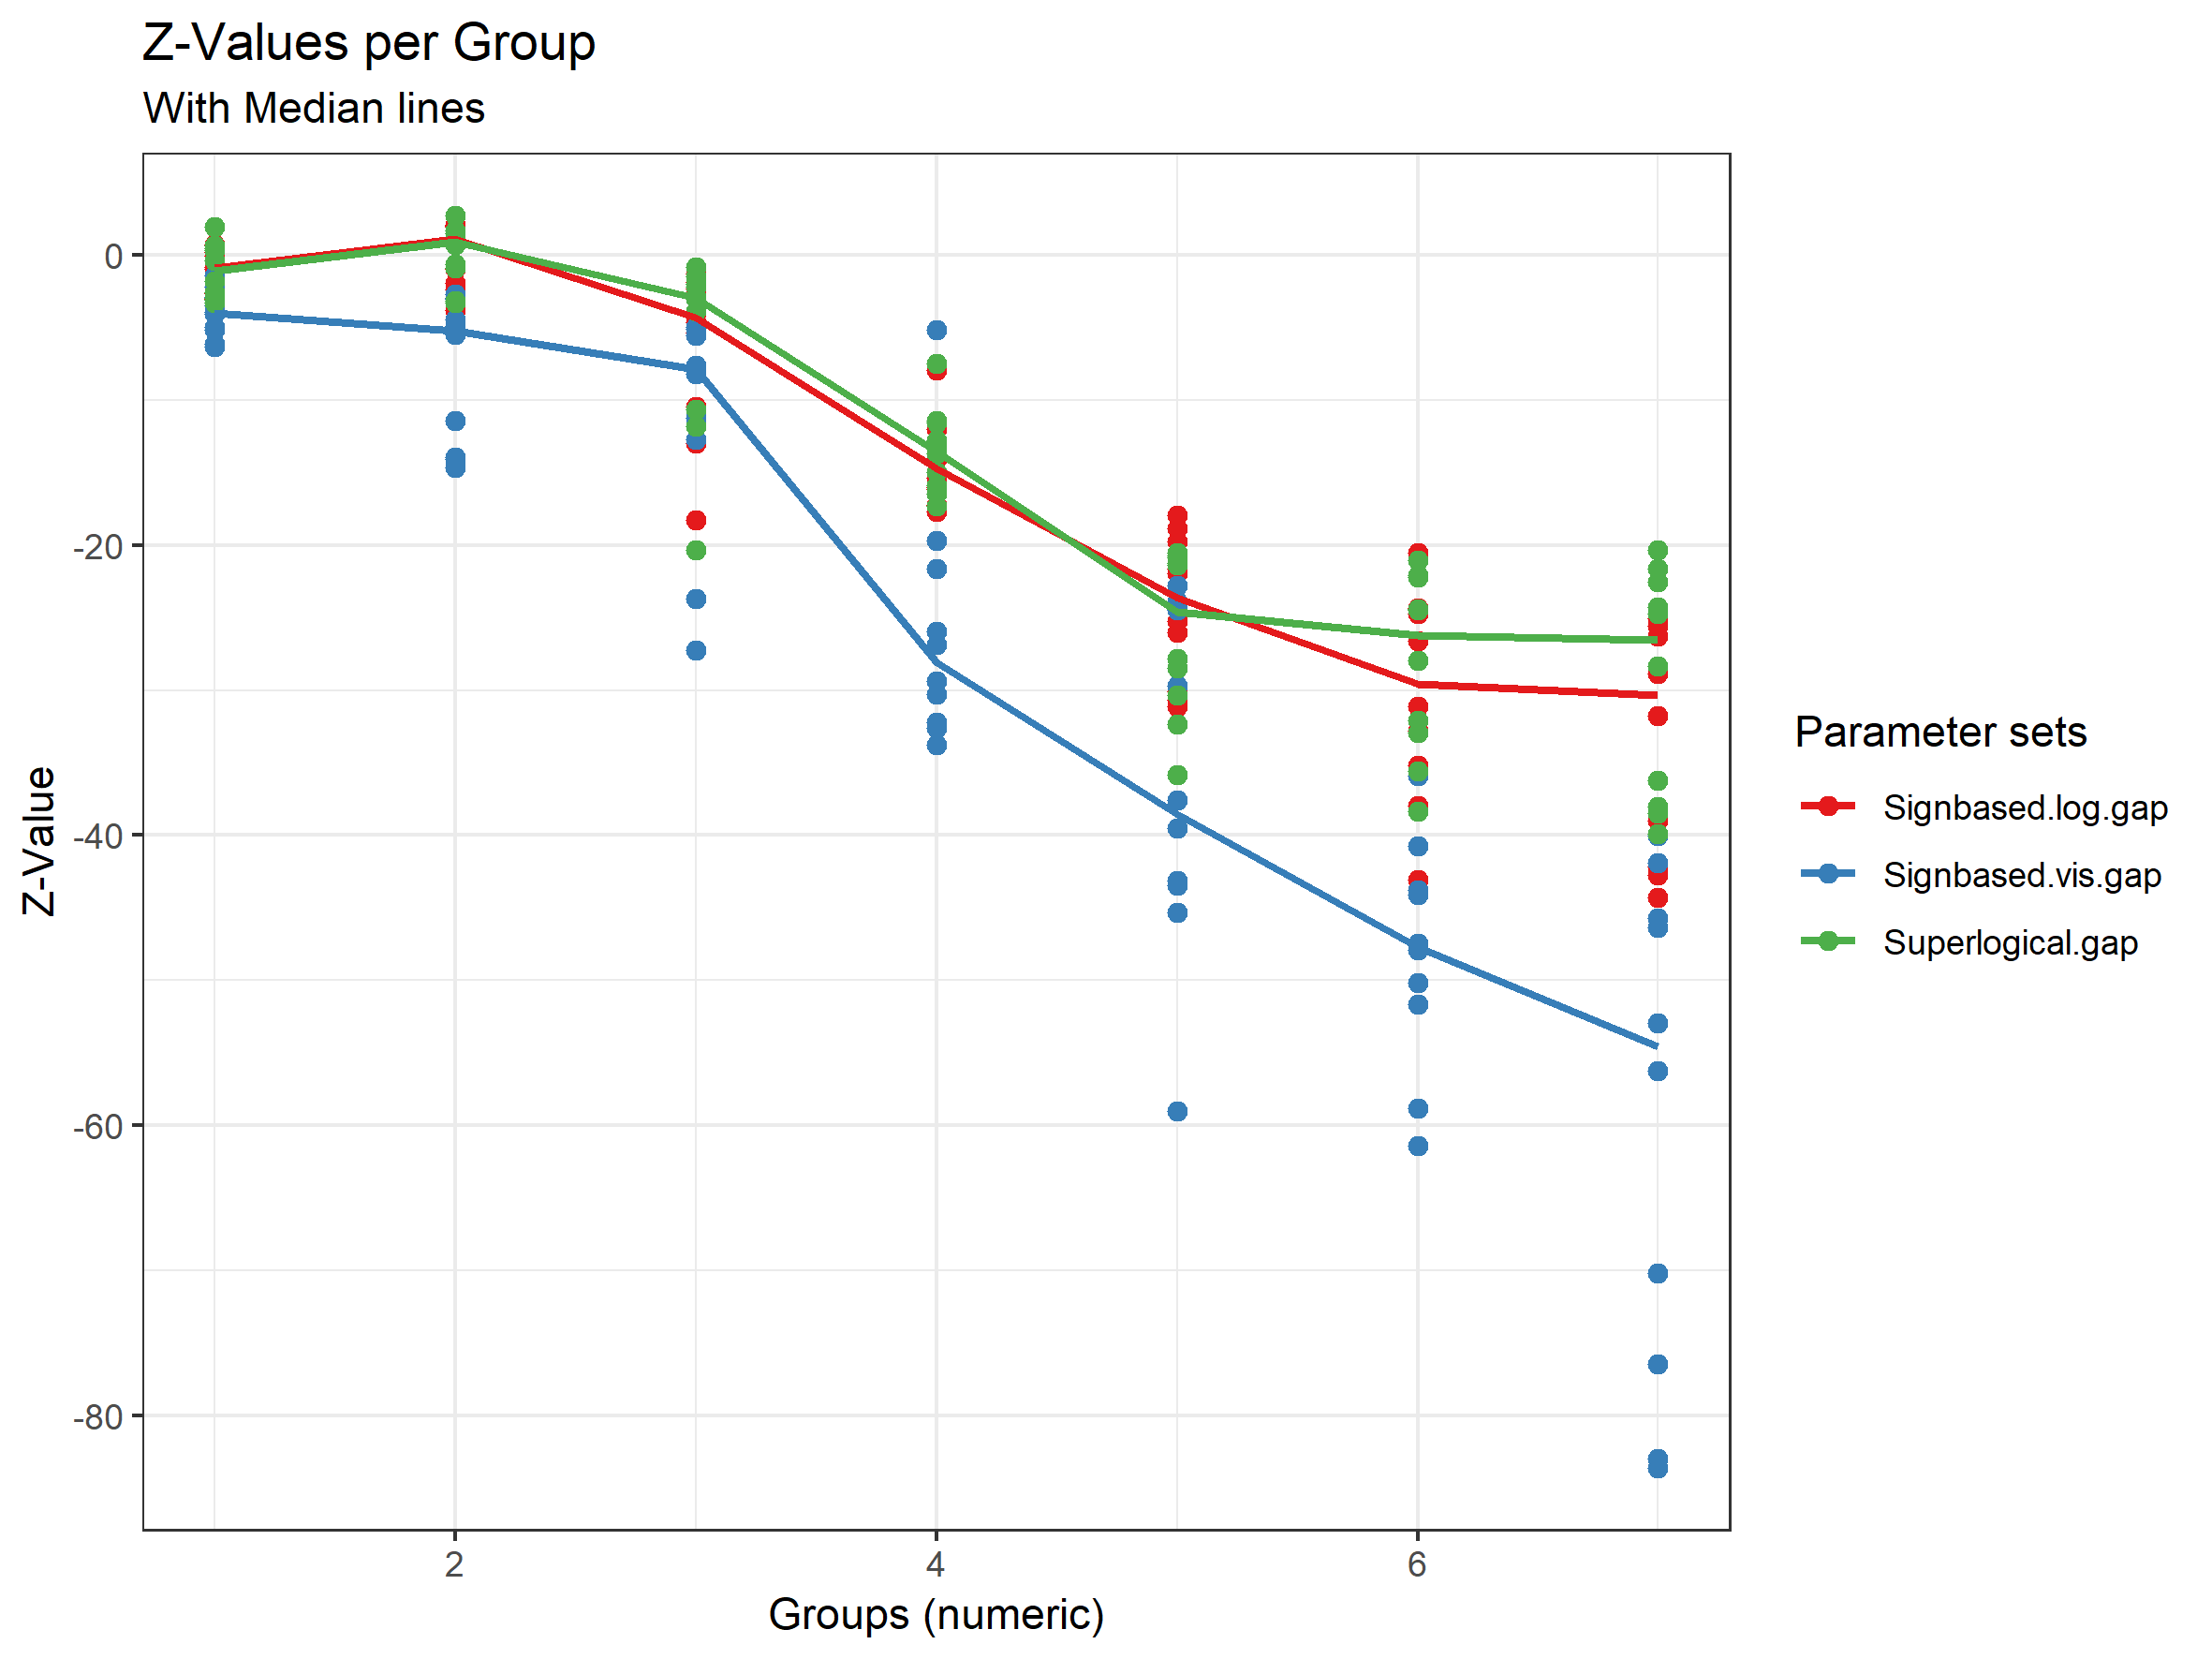 Z-Values per Group
With Median lines
0
-20
-40
-60
-80
Z-Value
2
4
6
Groups (numeric)
Parameter sets
Signbased.log.gap
Signbased.vis.gap
Superlogical.gap